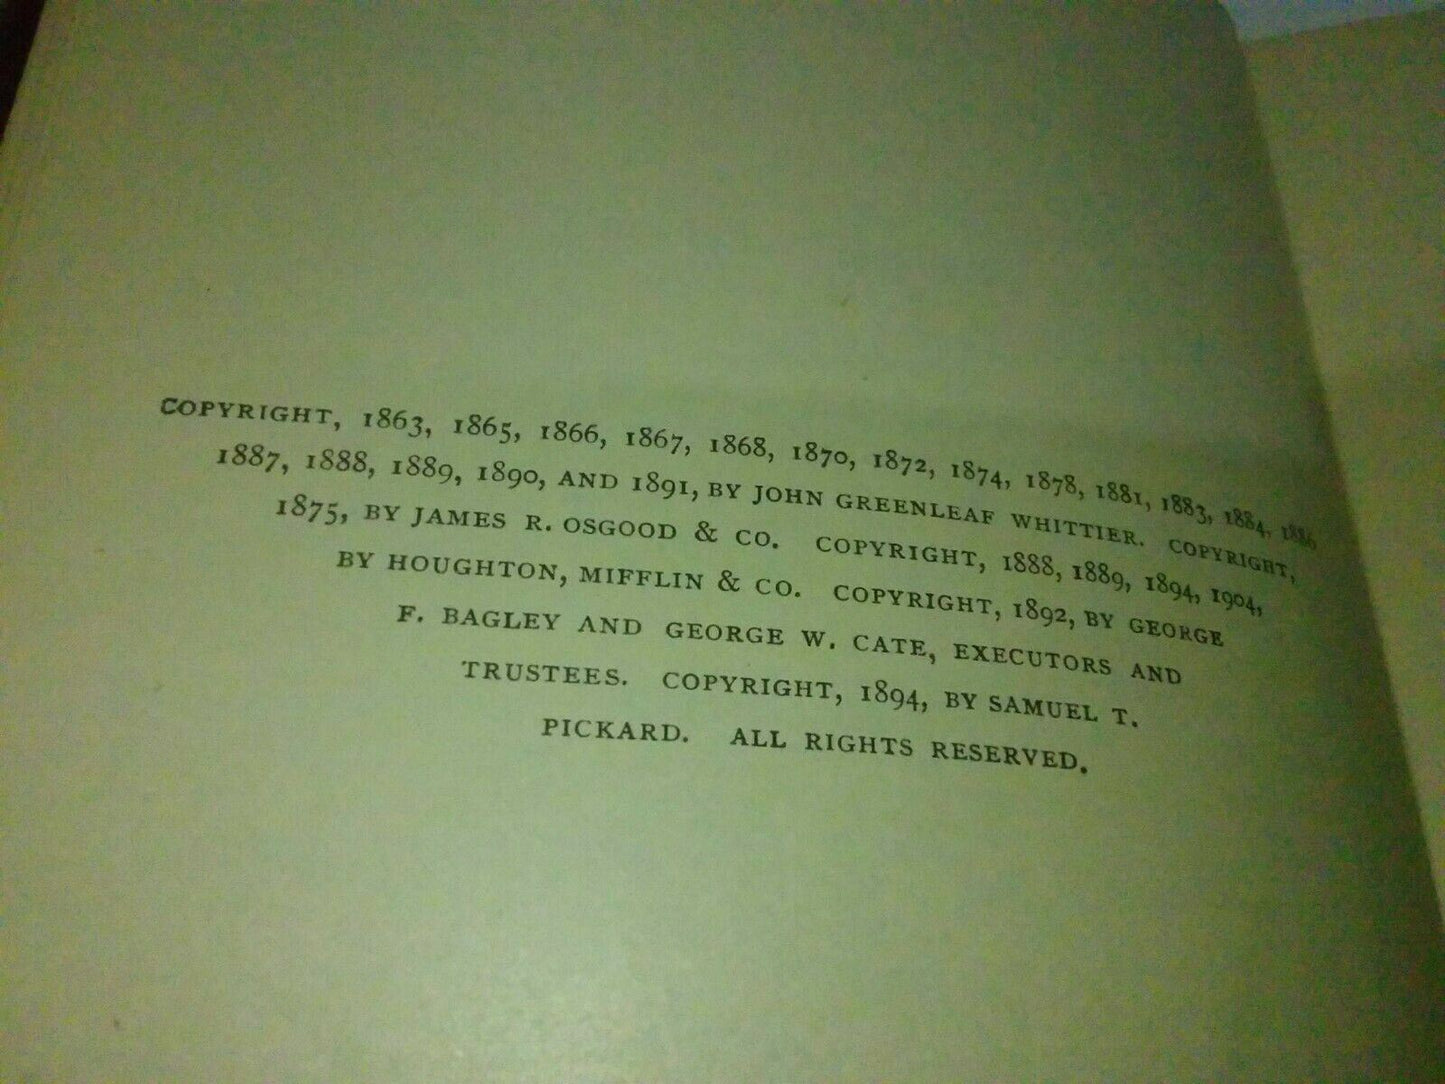 COPYRIGHT, 1863, 1865, 1866, 1867, 1868, 1870, 1872, 1874, 1878, 1881, 1883, 1884, 1886,
1887, 1888, 1889, 1890, AND 1891, BY JOHN GREENLEAF WHITTIER. COPYRIGHT,
1875, BY JAMES R. OSGOOD & CO. COPYRIGHT, 1888, 1889, 1894, 1904,
BY HOUGHTON, MIFFLIN & CO. COPYRIGHT, 1892, BY GEORGE
F. BAGLEY AND GEORGE W. CATE, EXECUTORS AND
TRUSTEES. COPYRIGHT, 1894, BY SAMUEL T.
PICKARD. ALL RIGHTS RESERVED.